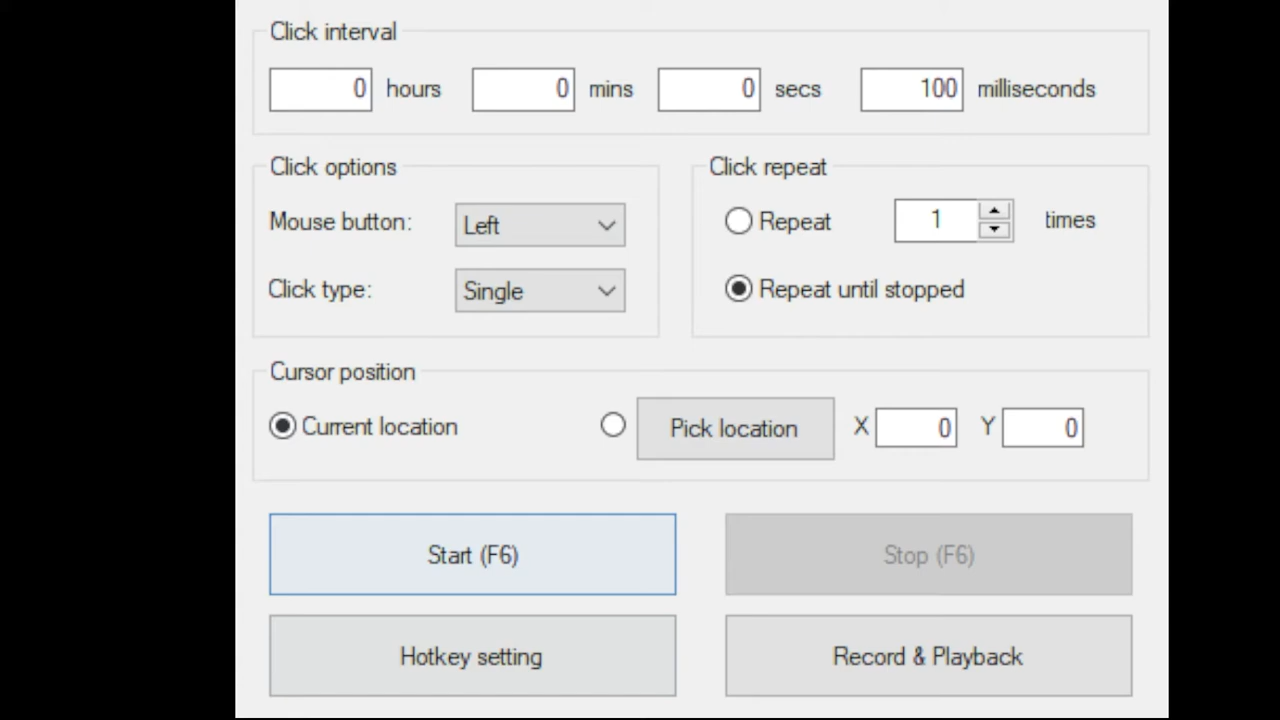 Click interval
0 hours 0 mins 0 secs 100 milliseconds
Click options
Click repeat
Mouse button: Left
Repeat 1 times
Click type: Single
Repeat until stopped
Cursor position
Current location Pick location X 0 Y 0
Start (F6) Stop (F6)
Hotkey setting Record & Playback